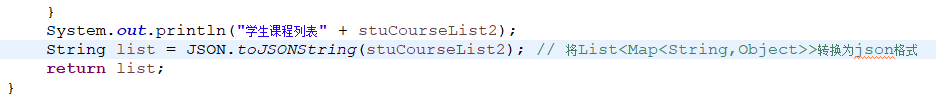 }
System.out.println("学生课程列表" + stuCourseList2);
String list = JSON.toJSONString(stuCourseList2); // 将List<Map<String,Object>>转换为json格式
return list;
}